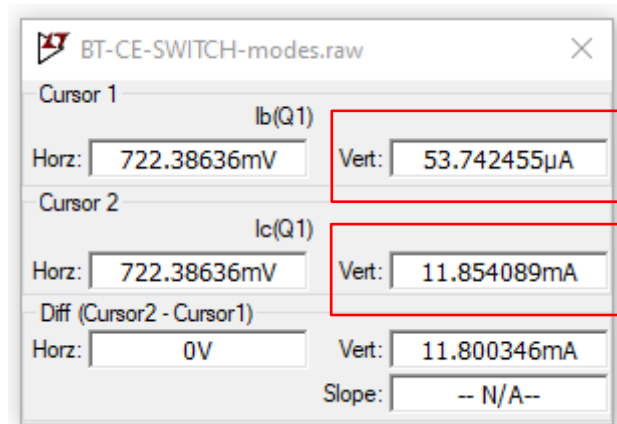 BT-CE-SWITCH-modes.raw
Cursor 1
Ib(Q1)
Horz: 722.38636mV Vert: 53.742455µA
Cursor 2
Ic(Q1)
Horz: 722.38636mV Vert: 11.854089mA
Diff (Cursor2 - Cursor1)
Horz: 0V Vert: 11.800346mA
Slope: -- N/A--